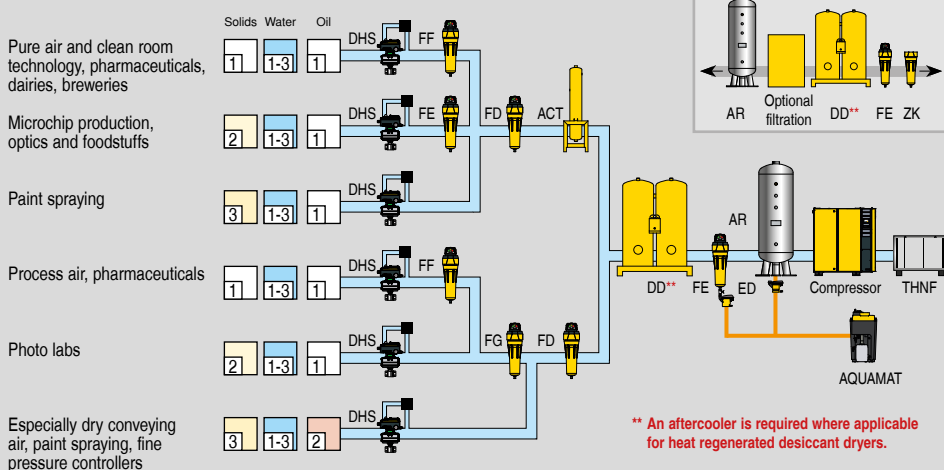 Solids Water Oil
Pure air and clean room
technology, pharmaceuticals,
dairies, breweries
1 1-3 1
DHS FF
Microchip production,
optics and foodstuffs
2 1-3 1
DHS FE FD ACT
Paint spraying
3 1-3 1
DHS
Process air, pharmaceuticals
1 1-3 1
DHS FF
Photo labs
2 1-3 1
DHS FG FD
Especially dry conveying
air, paint spraying, fine
pressure controllers
3 1-3 2
DHS
AR Optional
filtration DD** FE ZK
AR
DD** FE ED Compressor THNF
AQUAMAT
** An aftercooler is required where applicable
for heat regenerated desiccant dryers.